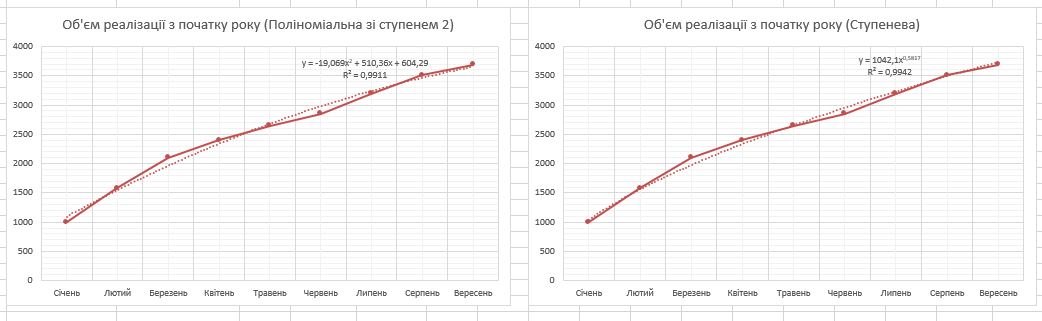 Об'єм реалізації з початку року (Поліноміальна зі ступенем 2)
4000
3500
3000
2500
2000
1500
1000
500
0
y = -19,069x² + 510,36x + 604,29
R² = 0,9911
Січень Лютий Березень Квітень Травень Червень Липень Серпень Вересень
Об'єм реалізації з початку року (Ступенева)
4000
3500
3000
2500
2000
1500
1000
500
0
y = 1042,1x^0,5817
R² = 0,9942
Січень Лютий Березень Квітень Травень Червень Липень Серпень Вересень